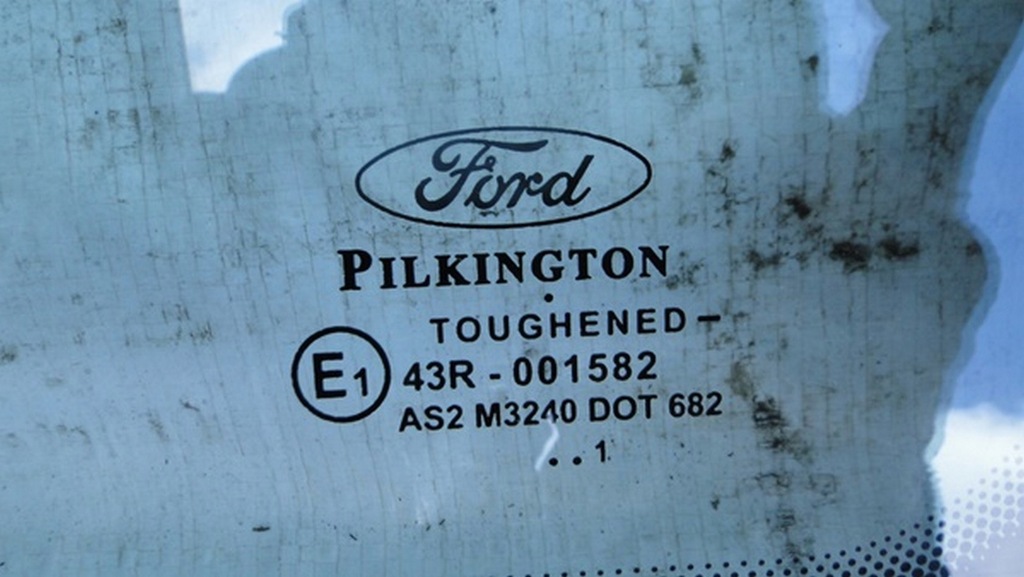 Ford
PILKINGTON
.
TOUGHENED -
E1 43R - 001582
AS2 M3240 DOT 682
. . 1